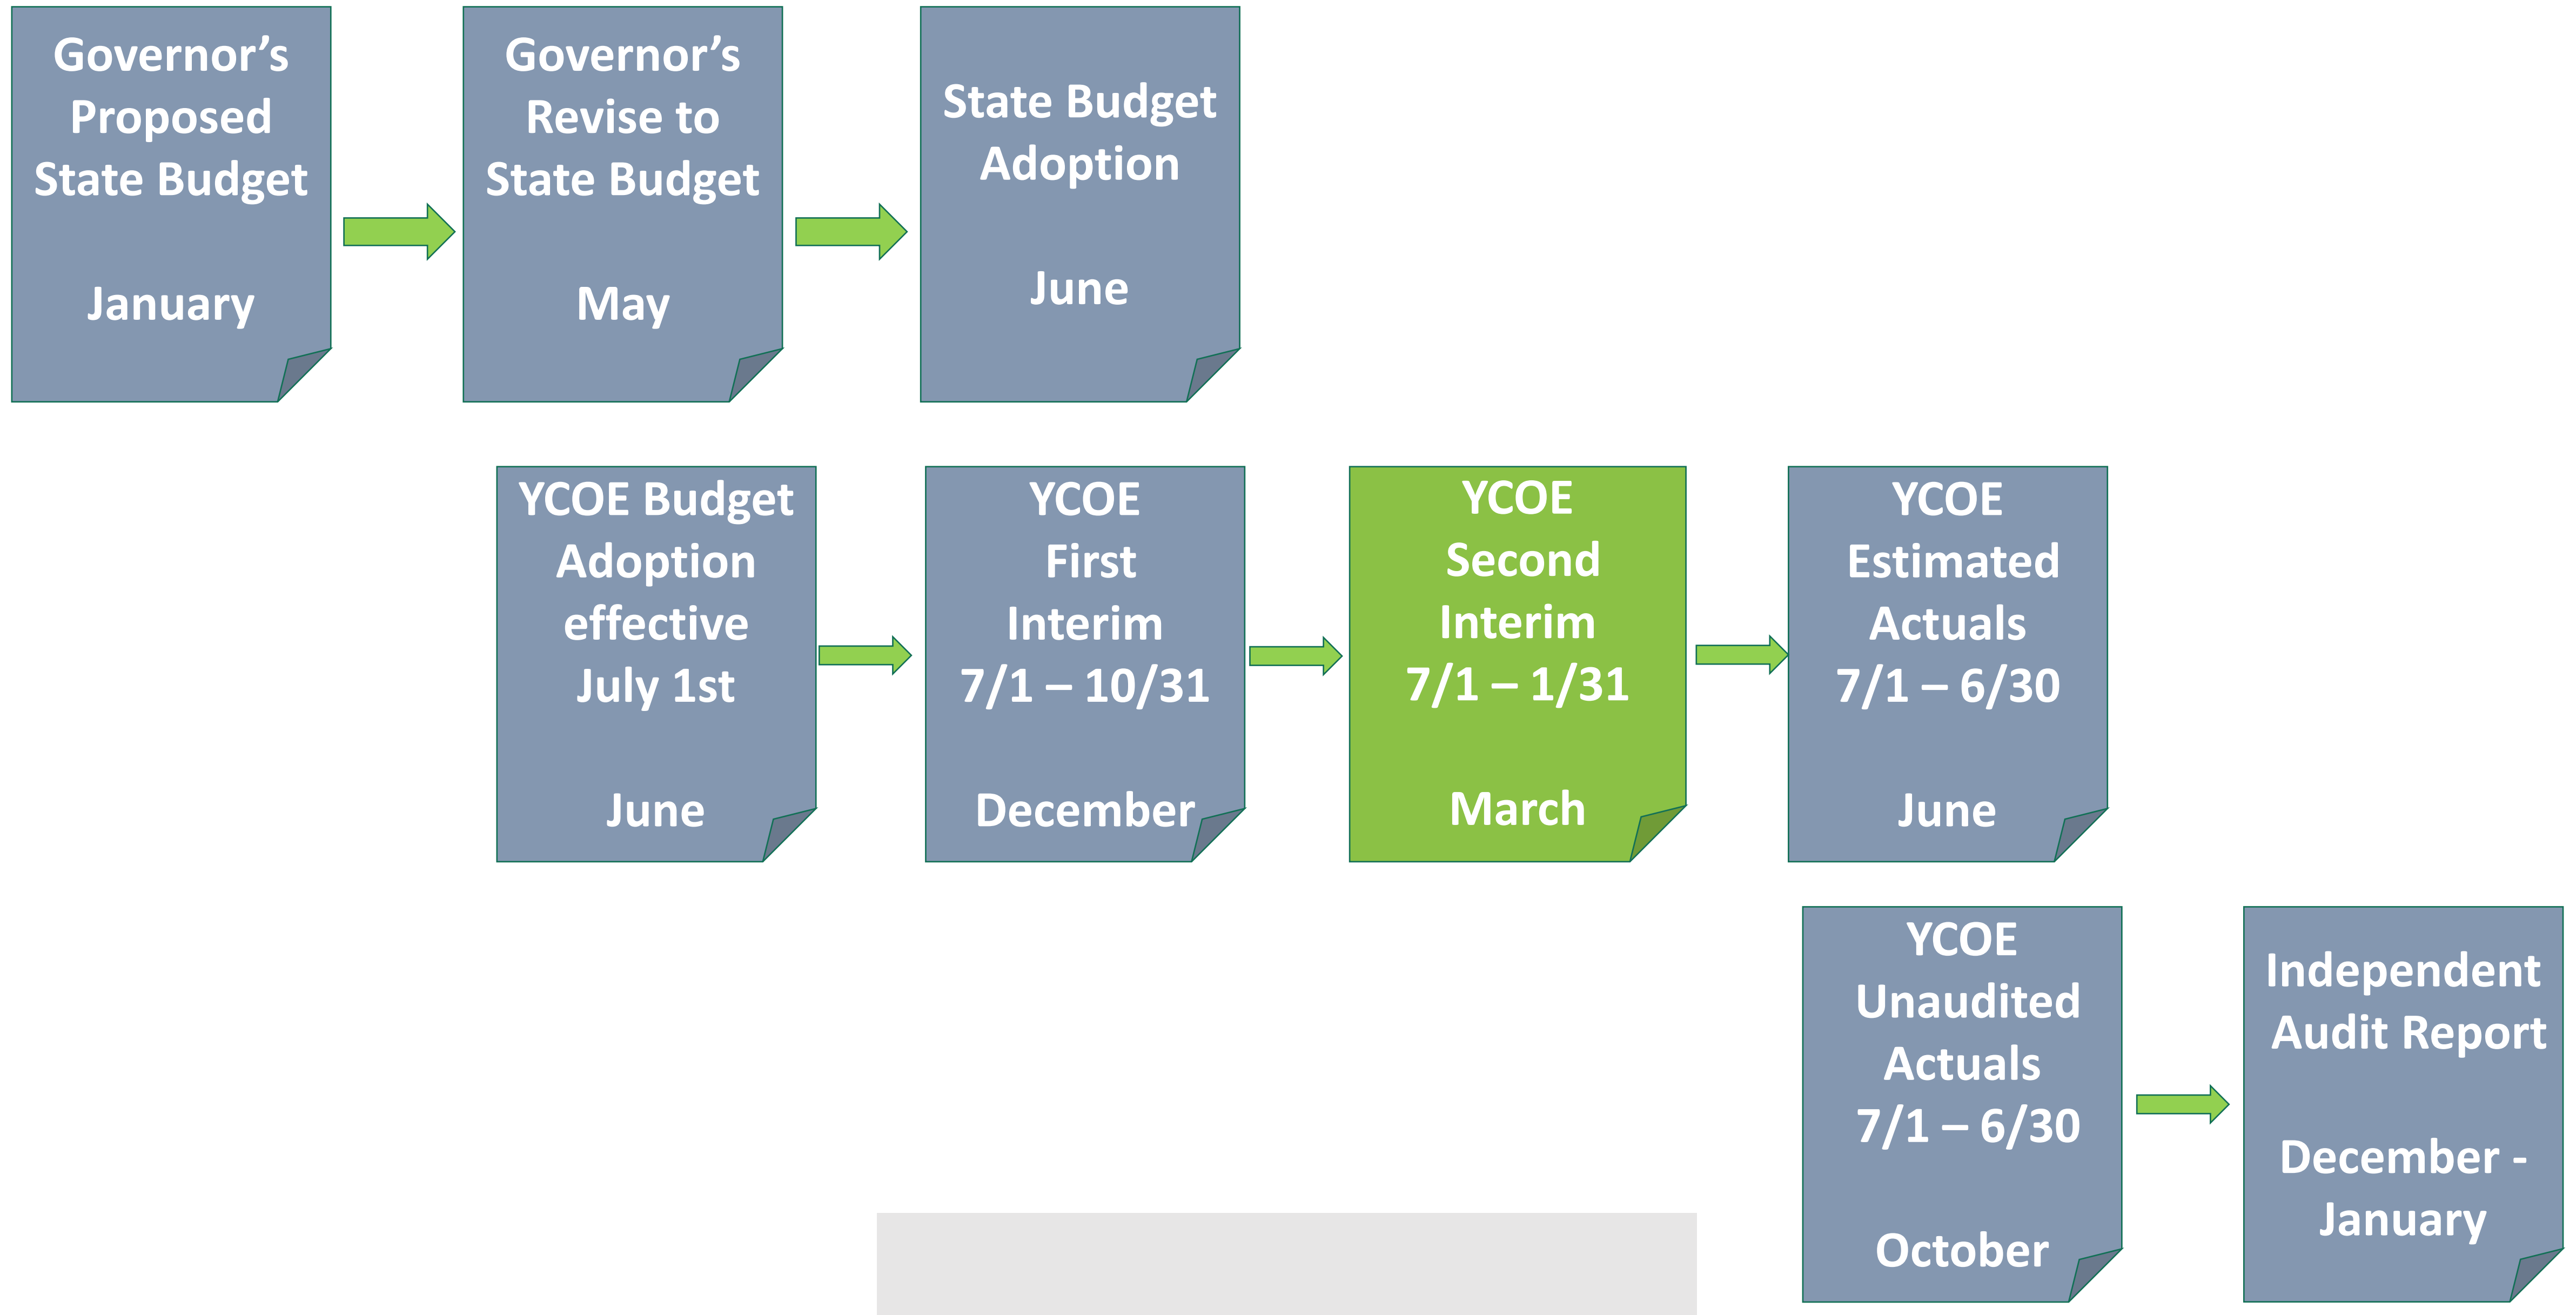 Governor’s
Proposed
State Budget
January
Governor’s
Revise to
State Budget
May
State Budget
Adoption
June
YCOE Budget
Adoption
effective
July 1st
June
YCOE
First
Interim
7/1 – 10/31
December
YCOE
Second
Interim
7/1 – 1/31
March
YCOE
Estimated
Actuals
7/1 – 6/30
June
YCOE
Unaudited
Actuals
7/1 – 6/30
October
Independent
Audit Report
December -
January